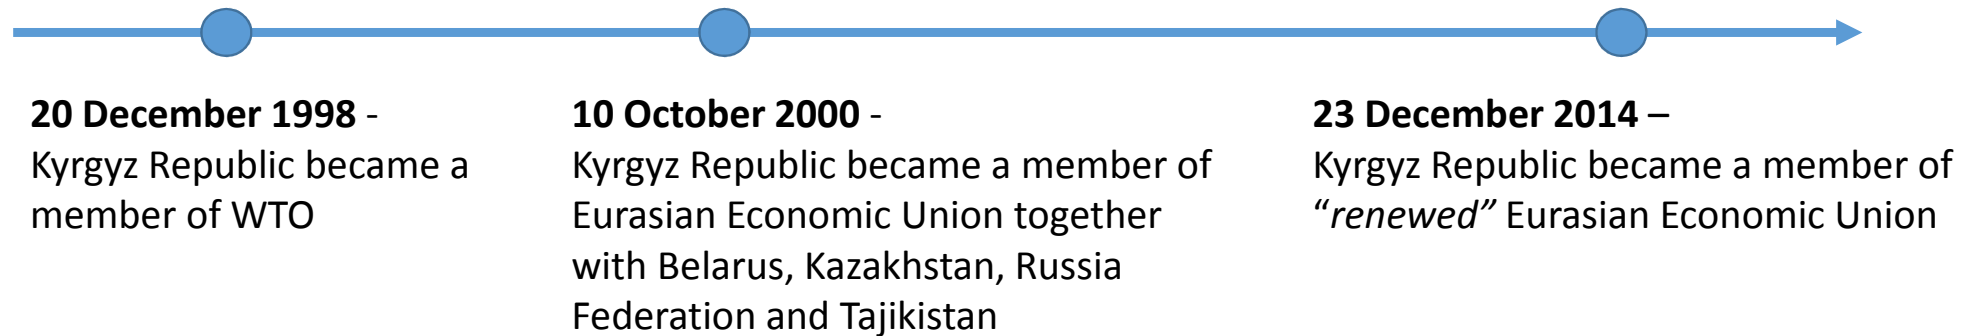 20 December 1998 -
Kyrgyz Republic became a
member of WTO
10 October 2000 -
Kyrgyz Republic became a member of
Eurasian Economic Union together
with Belarus, Kazakhstan, Russia
Federation and Tajikistan
23 December 2014 –
Kyrgyz Republic became a member of
“renewed” Eurasian Economic Union